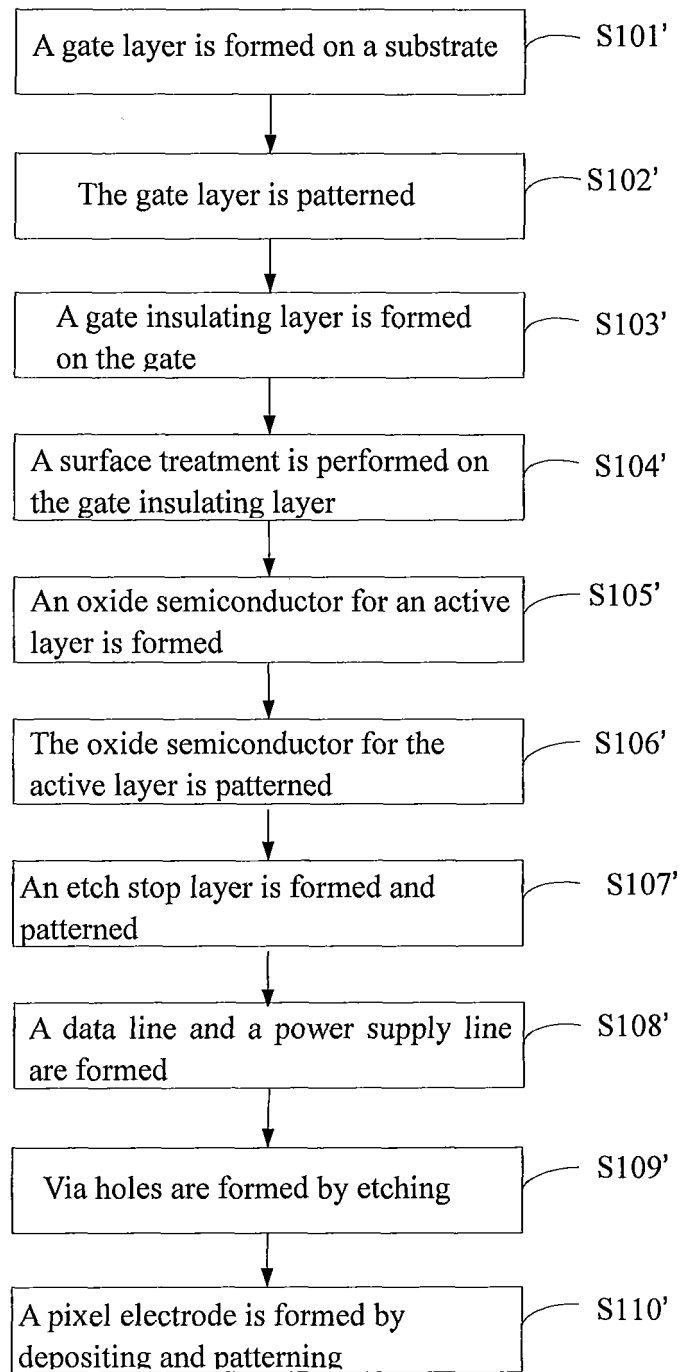 A gate layer is formed on a substrate
S101’
The gate layer is patterned
S102’
A gate insulating layer is formed
on the gate
S103’
A surface treatment is performed on
the gate insulating layer
S104’
An oxide semiconductor for an active
layer is formed
S105’
The oxide semiconductor for the
active layer is patterned
S106’
An etch stop layer is formed and
patterned
S107’
A data line and a power supply line
are formed
S108’
Via holes are formed by etching
S109’
A pixel electrode is formed by
depositing and patterning
S110’